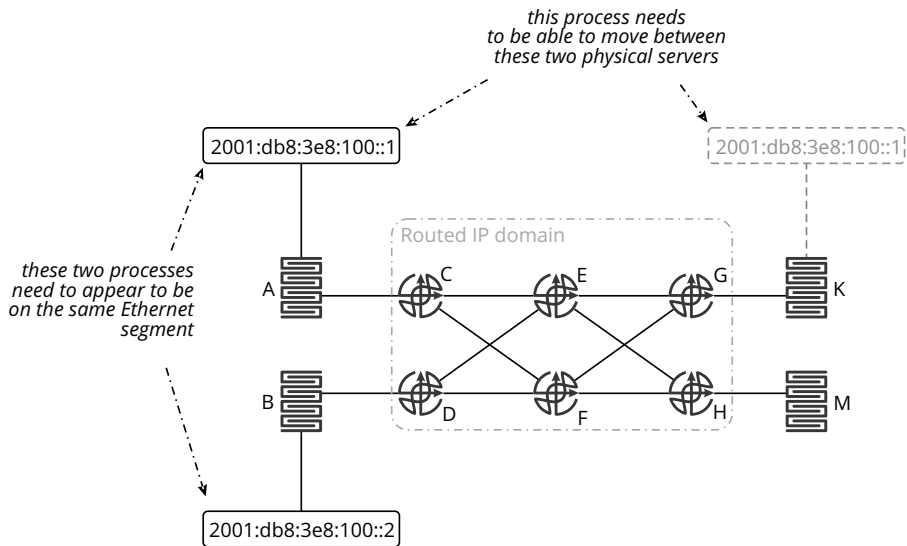 this process needs
to be able to move between
these two physical servers
2001:db8:3e8:100::1
2001:db8:3e8:100::1
Routed IP domain
these two processes
need to appear to be
on the same Ethernet
segment
A
C
E
G
K
B
D
F
H
M
2001:db8:3e8:100::2